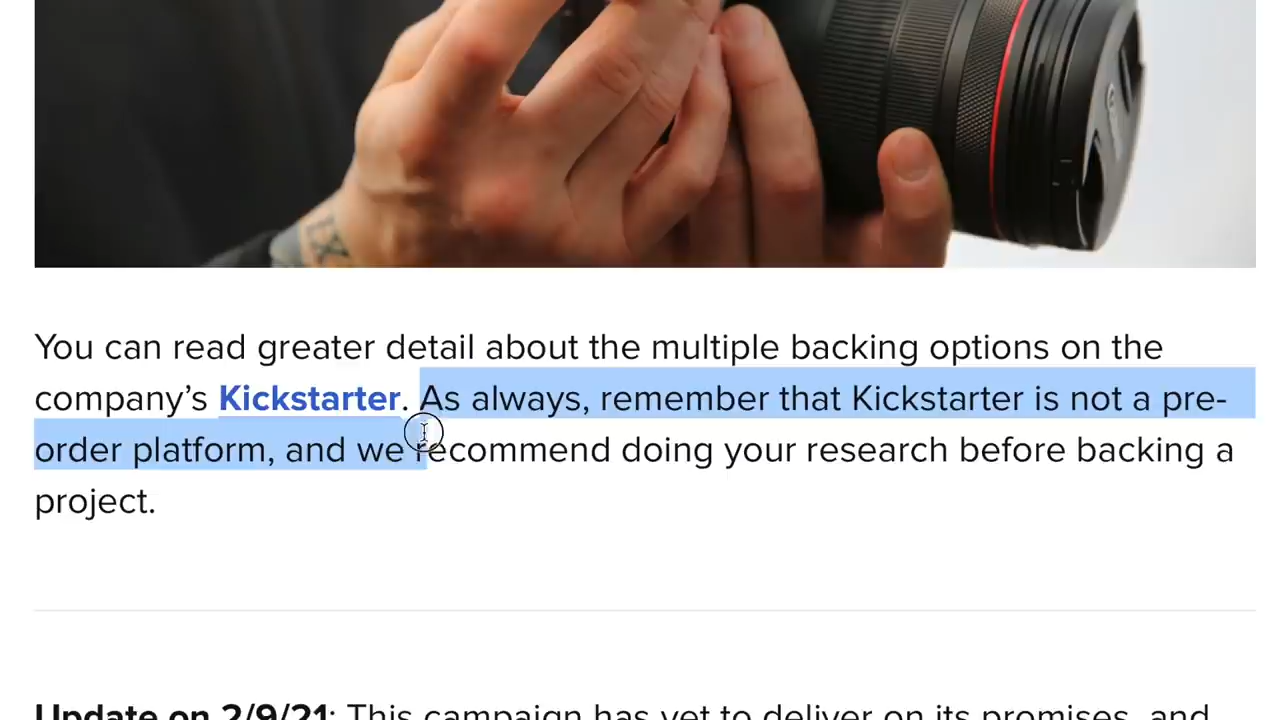 You can read greater detail about the multiple backing options on the
company’s Kickstarter. As always, remember that Kickstarter is not a pre-
order platform, and we recommend doing your research before backing a
project.
Update on 2/9/21: This campaign has yet to deliver on its promises, and